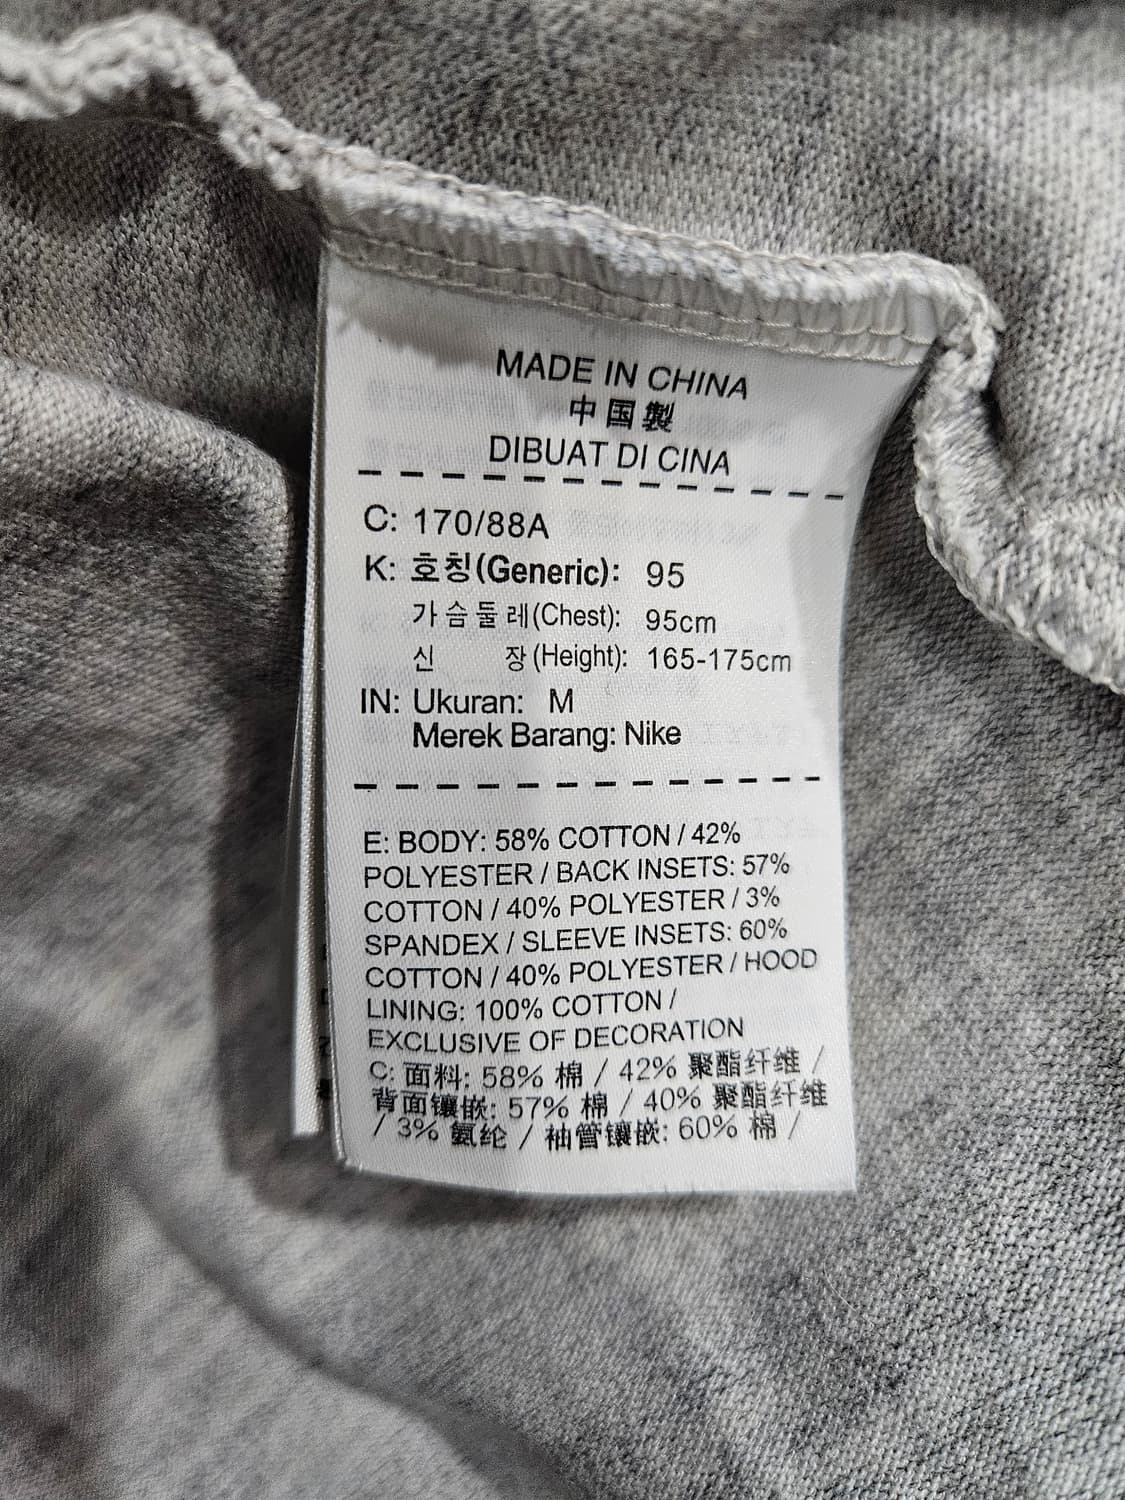 MADE IN CHINA
中国製
DIBUAT DI CINA
C: 170/88A
K: 호칭(Generic): 95
가슴둘레(Chest): 95cm
신 장(Height): 165-175cm
IN: Ukuran: M
Merek Barang: Nike
E: BODY: 58% COTTON / 42%
POLYESTER / BACK INSETS: 57%
COTTON / 40% POLYESTER / 3%
SPANDEX / SLEEVE INSETS: 60%
COTTON / 40% POLYESTER / HOOD
LINING: 100% COTTON /
EXCLUSIVE OF DECORATION
C: 面料: 58% 棉 / 42% 聚酯纤维 /
背面镶嵌: 57% 棉 / 40% 聚酯纤维
/ 3% 氨纶 / 袖管镶嵌: 60% 棉 /